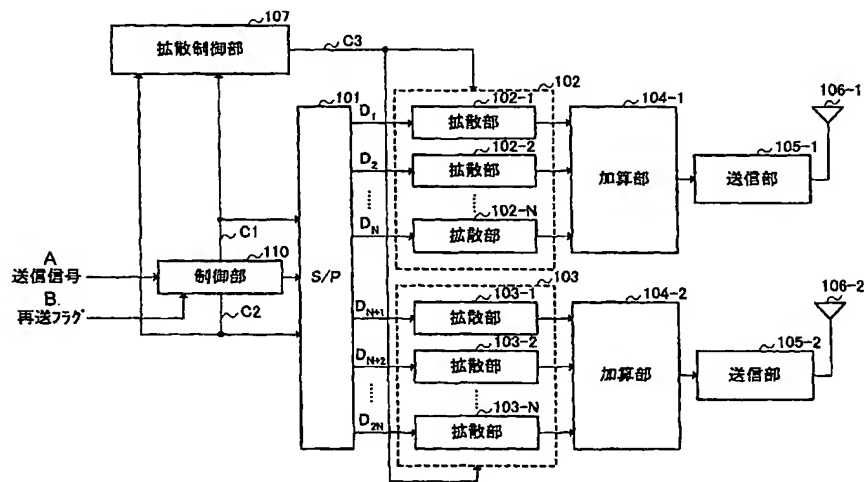 107
拡散制御部
C3
102
101
D1
102-1
拡散部
104-1
106-1
D2
102-2
拡散部
加算部
105-1
送信部
DN
102-N
拡散部
C1
A
送信信号
110
制御部
S/P
B.
再送フラグ
C2
103
DN+1
103-1
拡散部
104-2
106-2
DN+2
103-2
拡散部
加算部
105-2
送信部
D2N
103-N
拡散部